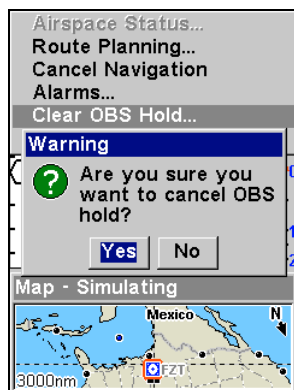 Airspace Status...
Route Planning...
Cancel Navigation
Alarms...
Clear OBS Hold...
Warning
?
Are you sure you
want to cancel OBS
hold?
Yes No
Map - Simulating
Mexico
N
FZT
3000nm